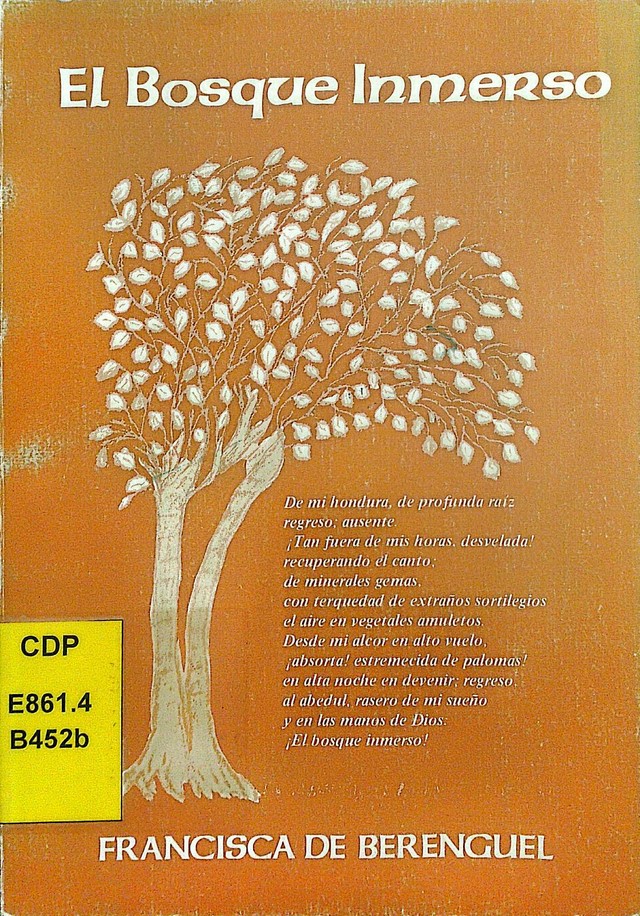 El Bosque Inmerso
De mi hondura, de profunda raíz
regreso; ausente.
¡Tan fuera de mis horas, desvelada!
recuperando el canto;
de minerales gemas,
con terquedad de extraños sortilegios
el aire en vegetales amuletos.
Desde mi alcor en alto vuelo,
¡absorta! estremecida de palomas!
en alta noche en devenir; regreso,
al abedul, rasero de mi sueño
y en las manos de Dios:
¡El bosque inmerso!
CDP
E861.4
B452b
FRANCISCA DE BERENGUEL